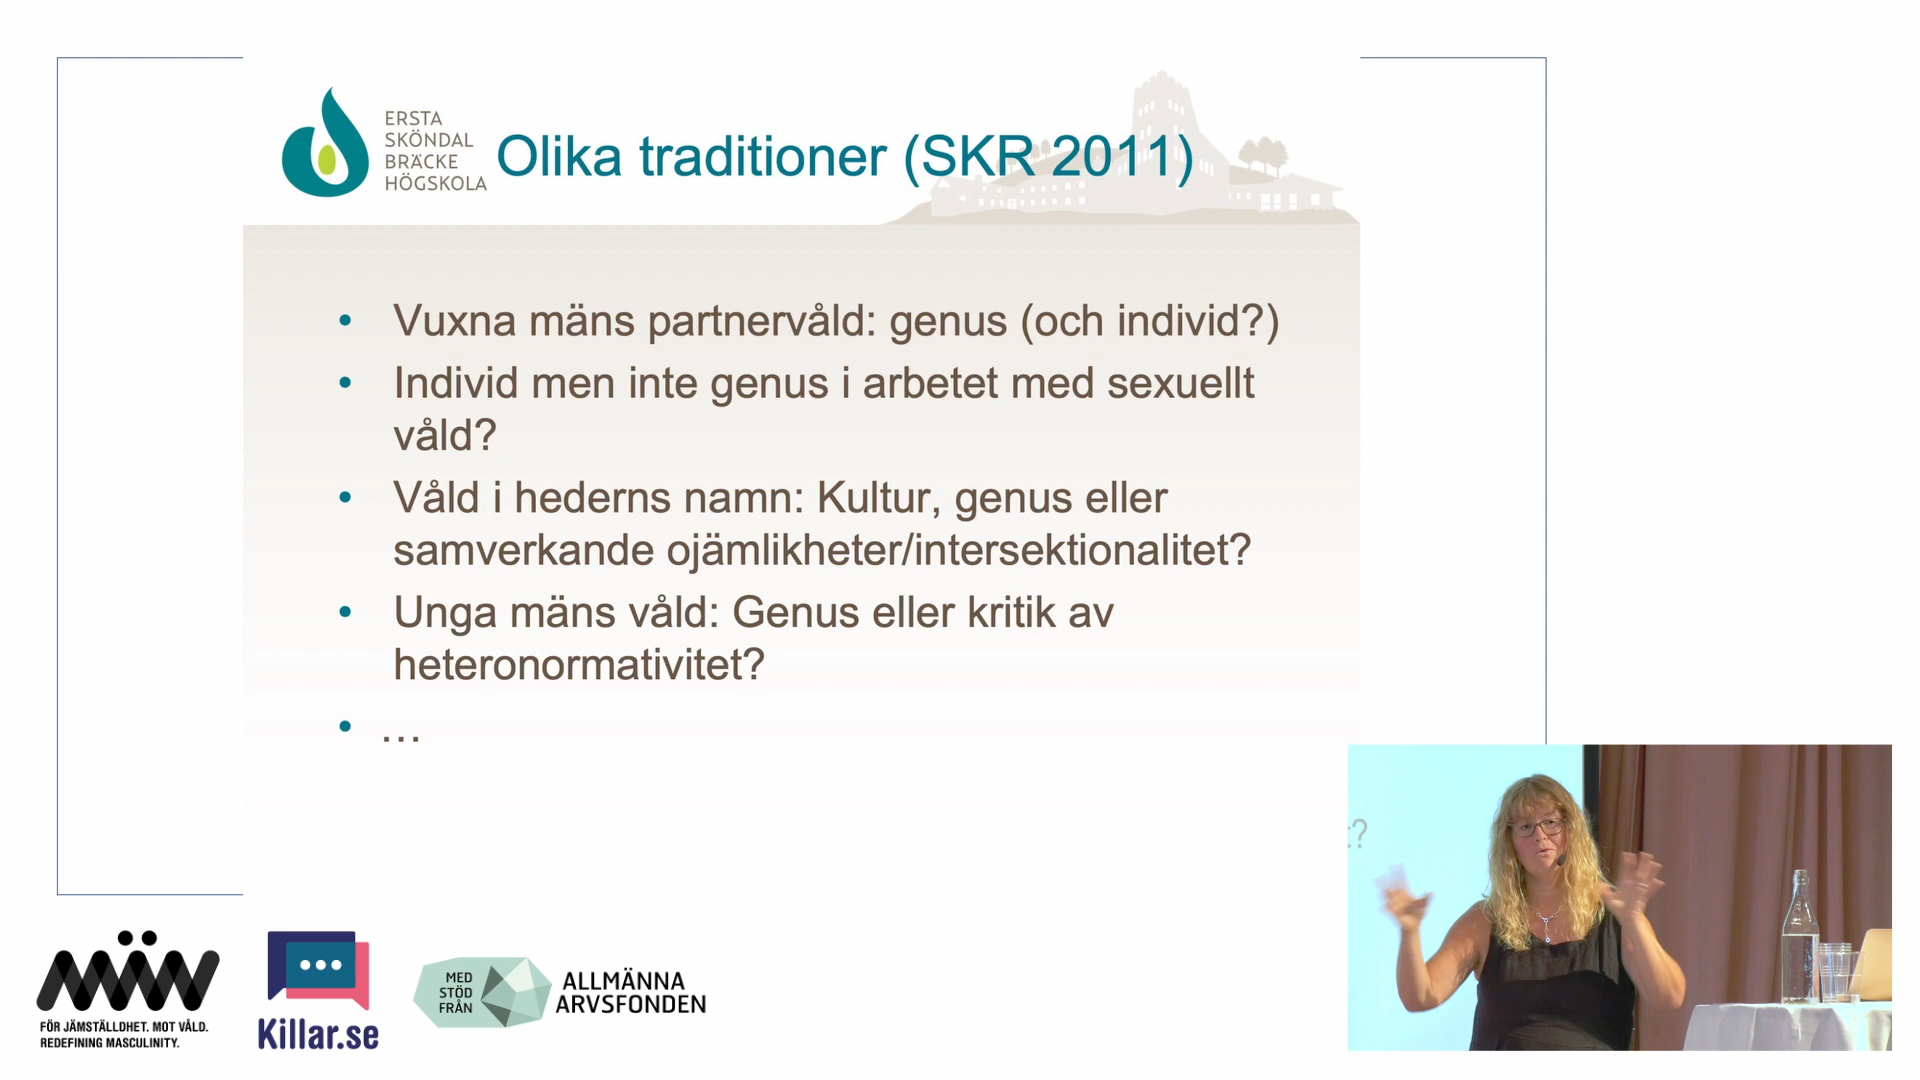 ERSTA
SKÖNDAL
BRÄCKE
HÖGSKOLA
Olika traditioner (SKR 2011)
• Vuxna mäns partnervåld: genus (och individ?)
• Individ men inte genus i arbetet med sexuellt
våld?
• Våld i hederns namn: Kultur, genus eller
samverkande ojämlikheter/intersektionalitet?
• Unga mäns våld: Genus eller kritik av
heteronormativitet?
• …
?
MÄN
FÖR JÄMSTÄLLDHET. MOT VÅLD.
REDEFINING MASCULINITY.
Killar.se
MED
STÖD
FRÅN
ALLMÄNNA
ARVSFONDEN